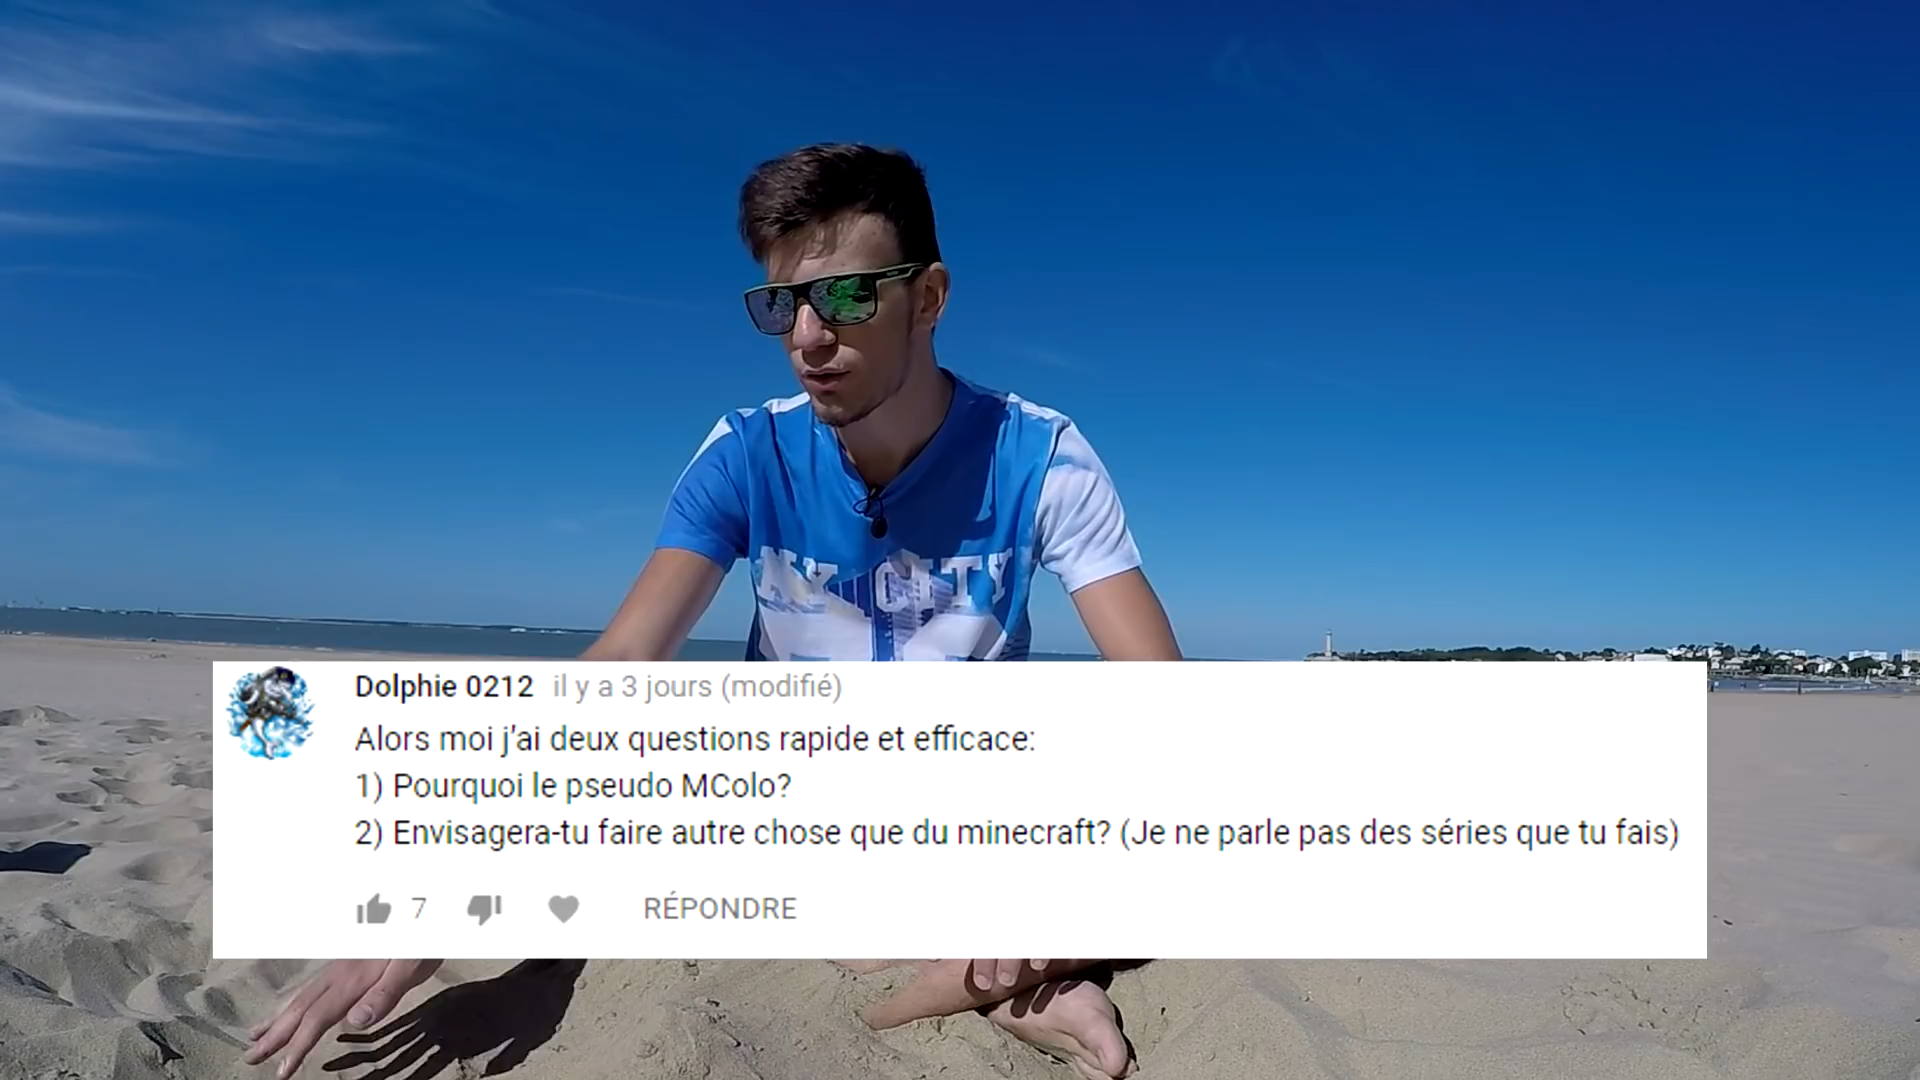 NY CITY
Dolphie 0212 il y a 3 jours (modifié)
Alors moi j'ai deux questions rapide et efficace:
1) Pourquoi le pseudo MColo?
2) Envisagera-tu faire autre chose que du minecraft? (Je ne parle pas des séries que tu fais)
7 RÉPONDRE